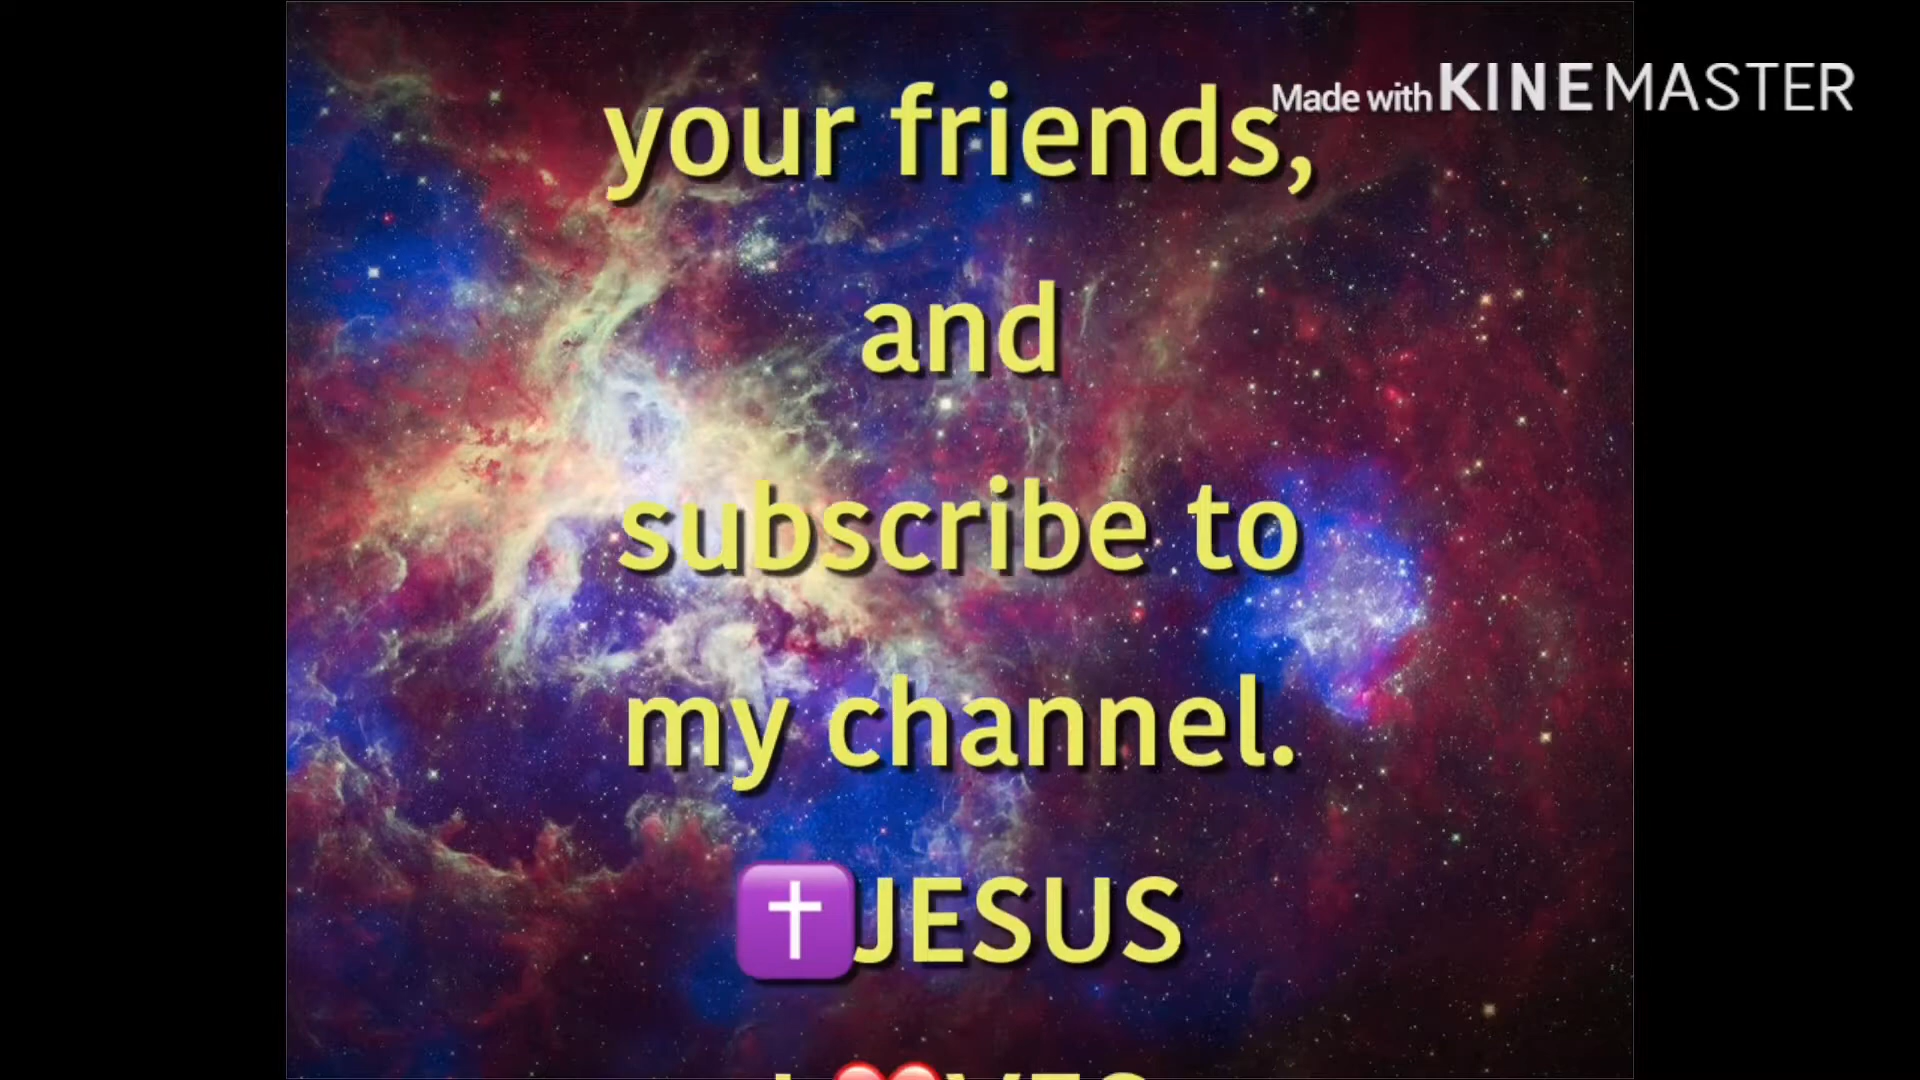 Made with KINEMASTER
your friends,
and
subscribe to
my channel.
✝️JESUS